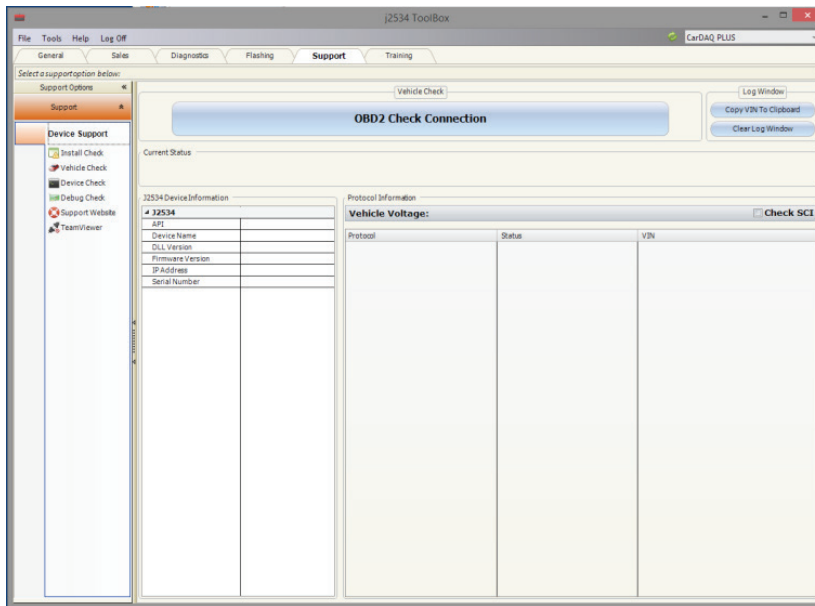 j2534 ToolBox
File Tools Help Log Off
CarDAQ PLUS
General Sales Diagnostics Flashing Support Training
Select a support option below:
Support Options
Support
Device Support
Install Check
Vehicle Check
Device Check
Debug Check
Support Website
TeamViewer
Vehicle Check
OBD2 Check Connection
Log Window
Copy VIN To Clipboard
Clear Log Window
Current Status
J2534 Device Information
J2534
API
Device Name
DLL Version
Firmware Version
IP Address
Serial Number
Protocol Information
Vehicle Voltage:
Check SCI
Protocol Status VIN